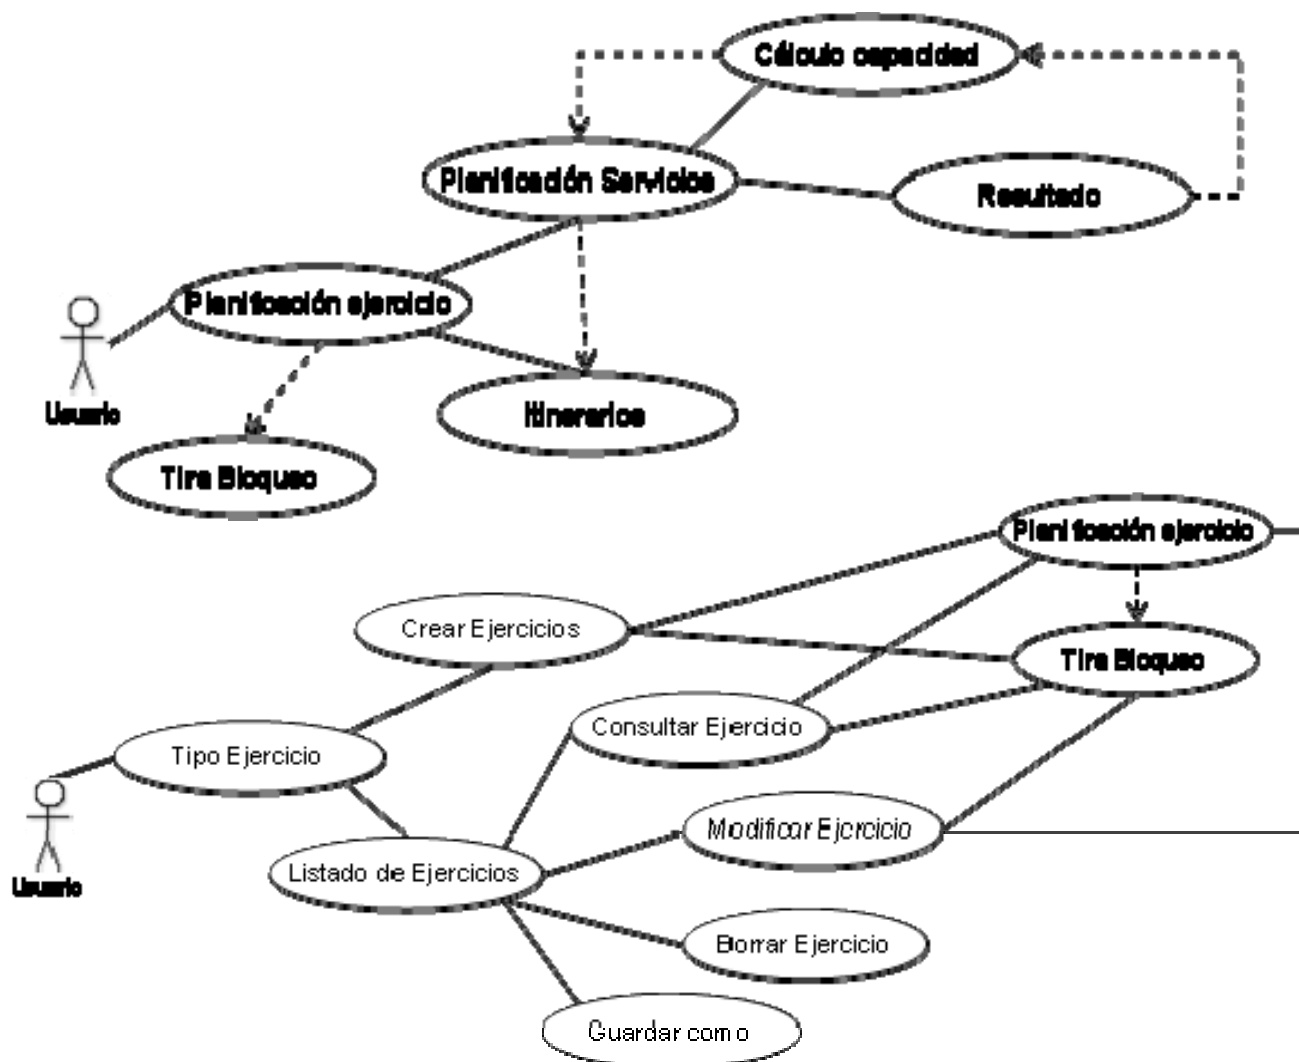 Cálculo capacidad
Planificación Servicios
Resultado
Planificación ejercicio
Usuario
Itinerarios
Tira Bloqueo
Planificación ejercicio
Crear Ejercicios
Tira Bloqueo
Consultar Ejercicio
Tipo Ejercicio
Usuario
Modificar Ejercicio
Listado de Ejercicios
Borrar Ejercicio
Guardar como